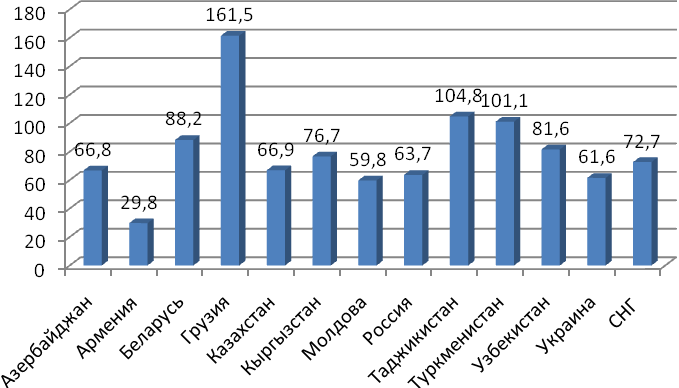 180
160
140
120
100
80
60
40
20
0
66,8
29,8
88,2
161,5
66,9
76,7
59,8
63,7
104,8
101,1
81,6
61,6
72,7
Азербайджан
Армения
Беларусь
Грузия
Казахстан
Кыргызстан
Молдова
Россия
Таджикистан
Туркменистан
Узбекистан
Украина
СНГ